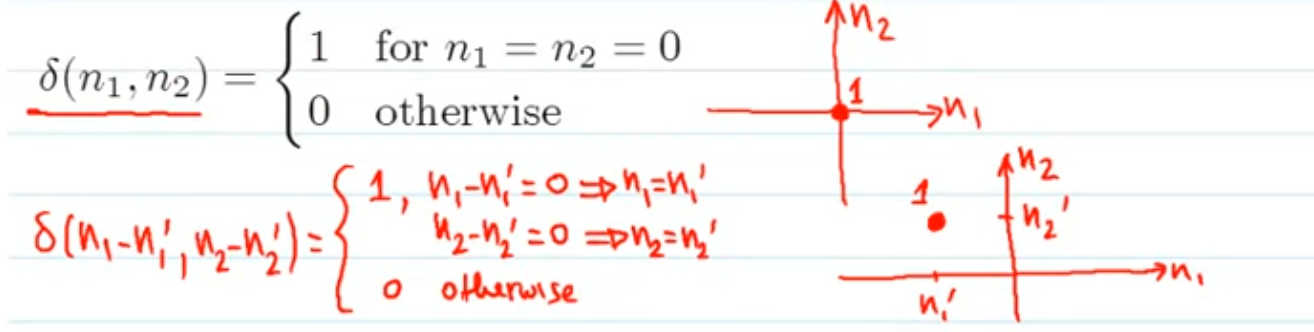 δ(n₁, n₂) = { 1 for n₁ = n₂ = 0
0 otherwise
n₂
1
n₁
δ(n₁-n₁', n₂-n₂') = { 1, n₁-n₁'=0 ⇒ n₁=n₁'
n₂-n₂'=0 ⇒ n₂=n₂'
0 otherwise
n₂
1
n₂'
n₁
n₁'